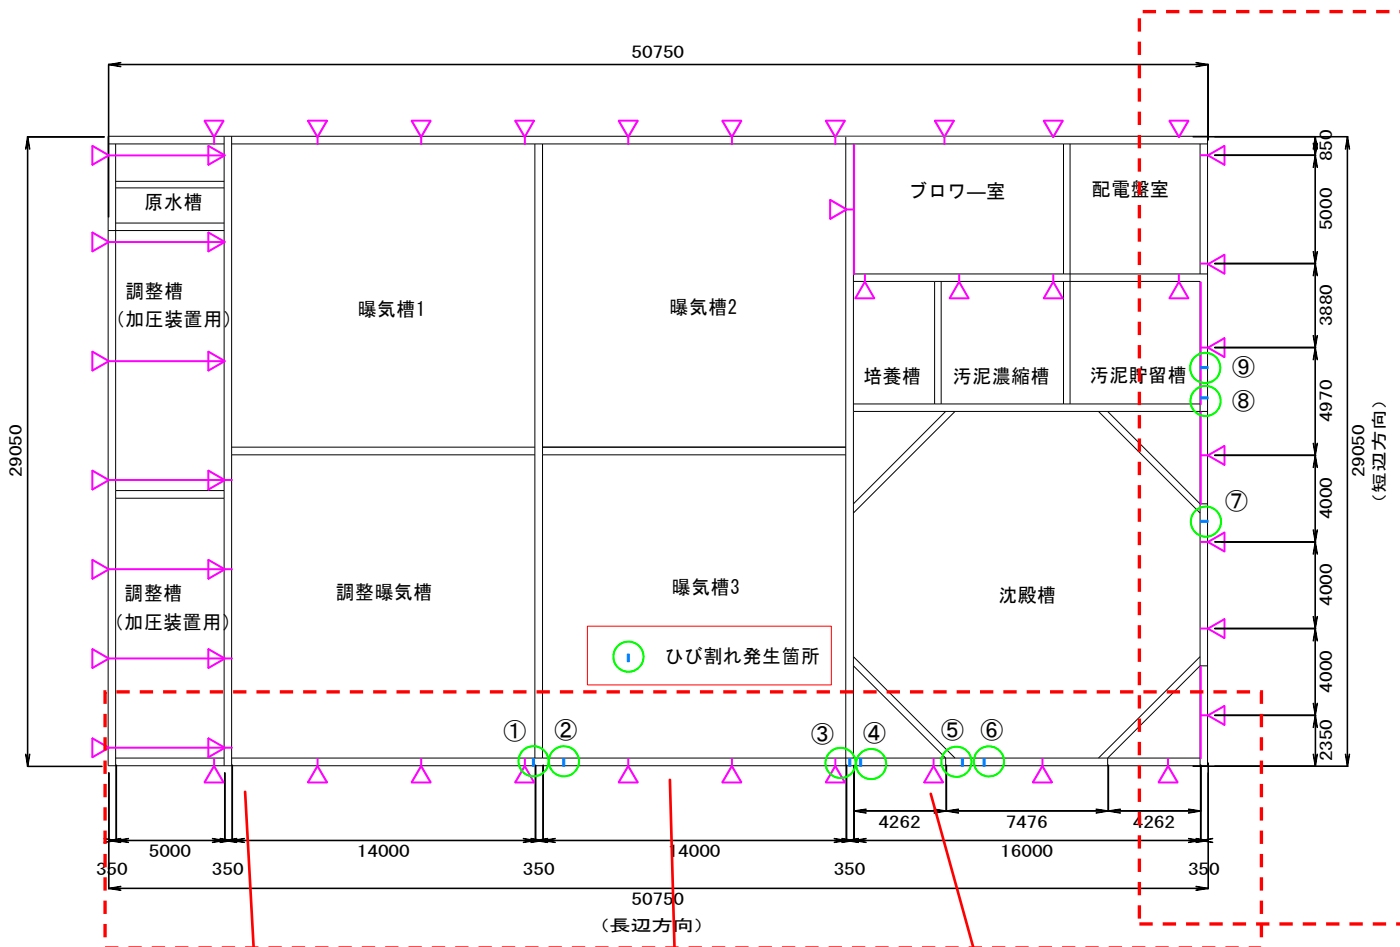 50750
850
5000
3880
4970
4000
4000
4000
2350
29050
(短辺方向)
29050
原水槽
ブロワ―室
配電盤室
調整槽
(加圧装置用)
曝気槽1
曝気槽2
培養槽
汚泥濃縮槽
汚泥貯留槽
⑨
⑧
⑦
調整槽
(加圧装置用)
調整曝気槽
曝気槽3
沈殿槽
ひび割れ発生箇所
①
②
③
④
⑤
⑥
4262
7476
4262
5000
14000
14000
16000
350
350
350
350
350
50750
(長辺方向)